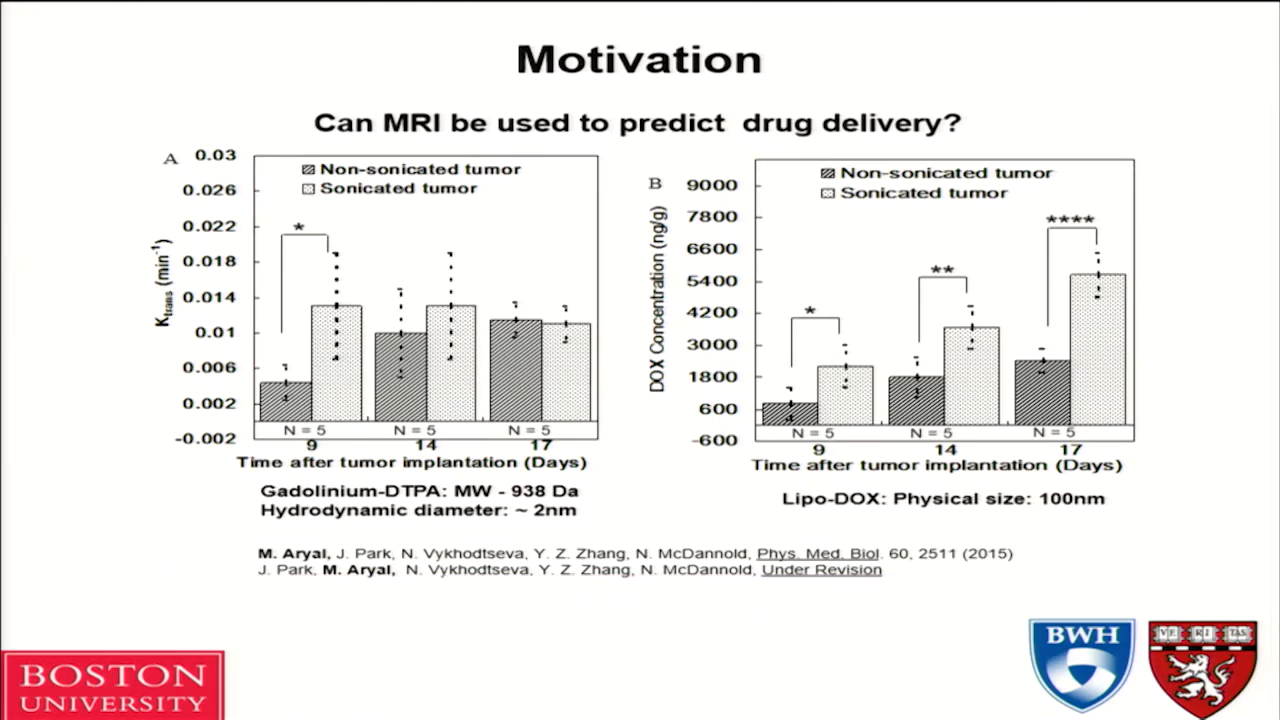 Motivation
Can MRI be used to predict drug delivery?
A
0.03
0.026
0.022
0.018
0.014
0.01
0.006
0.002
-0.002
Ktrans (min-1)
Non-sonicated tumor
Sonicated tumor
*
N = 5
N = 5
N = 5
9
14
17
Time after tumor implantation (Days)
Gadolinium-DTPA: MW - 938 Da
Hydrodynamic diameter: ~ 2nm
B
9000
7800
6600
5400
4200
3000
1800
600
-600
DOX Concentration (ng/g)
Non-sonicated tumor
Sonicated tumor
*
**
****
N = 5
N = 5
N = 5
9
14
17
Time after tumor implantation (Days)
Lipo-DOX: Physical size: 100nm
M. Aryal, J. Park, N. Vykhodtseva, Y. Z. Zhang, N. McDannold, Phys. Med. Biol. 60, 2511 (2015)
J. Park, M. Aryal, N. Vykhodtseva, Y. Z. Zhang, N. McDannold, Under Revision
BOSTON
UNIVERSITY
BWH
VE RI TAS